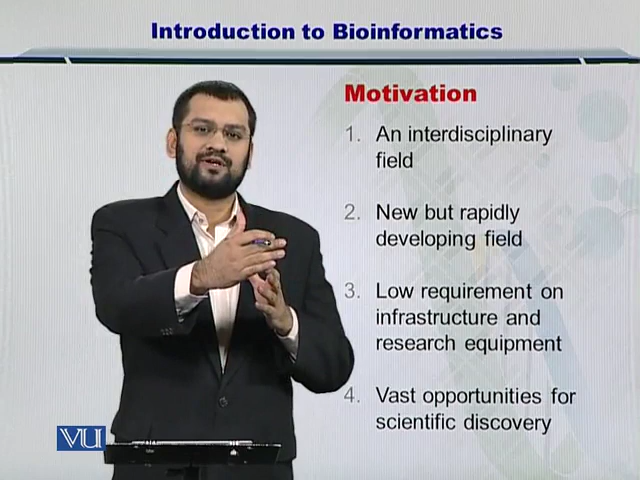 Introduction to Bioinformatics
Motivation
1. An interdisciplinary
field
2. New but rapidly
developing field
3. Low requirement on
infrastructure and
research equipment
4. Vast opportunities for
scientific discovery
VU